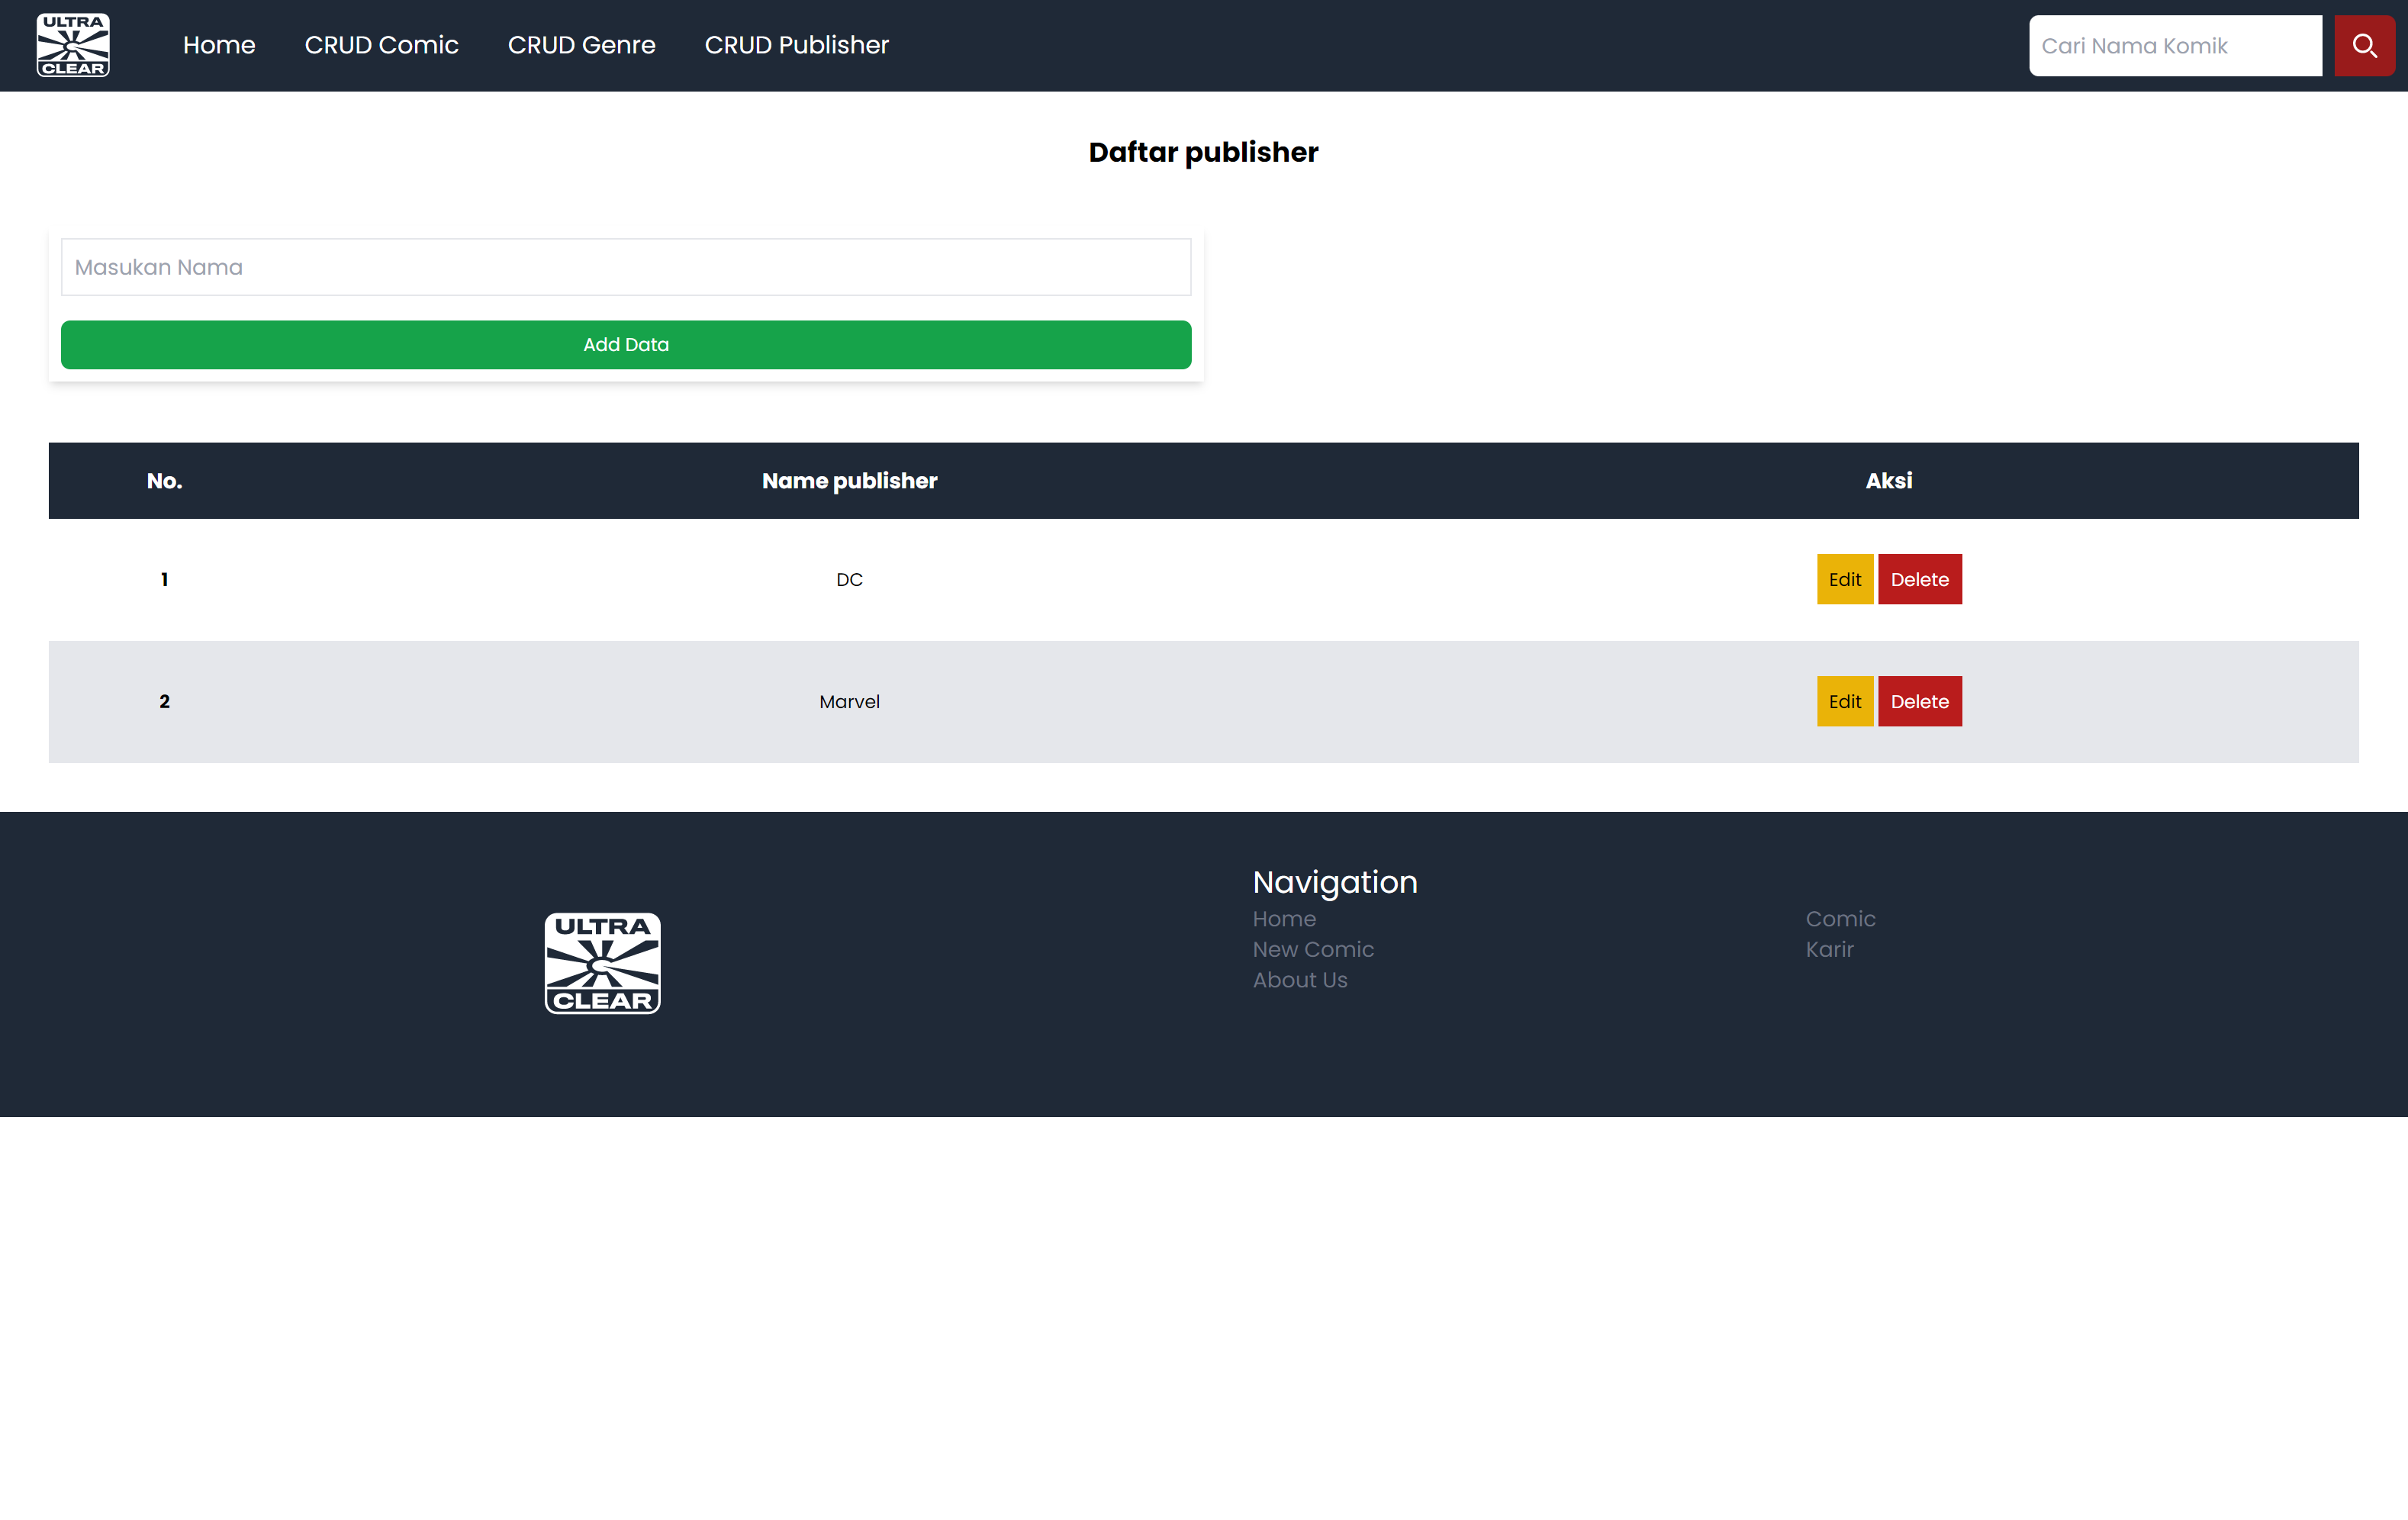 ULTRA
CLEAR
Home CRUD Comic CRUD Genre CRUD Publisher
Cari Nama Komik
Daftar publisher
Masukan Nama
Add Data
No. Name publisher Aksi
1 DC Edit Delete
2 Marvel Edit Delete
ULTRA
C
CLEAR
Navigation
Home Comic
New Comic Karir
About Us